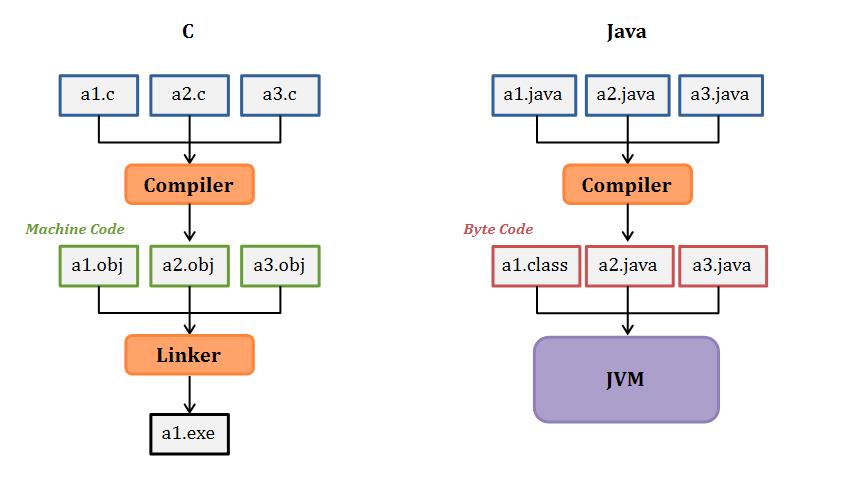 C
a1.c a2.c a3.c
Compiler
Machine Code
a1.obj a2.obj a3.obj
Linker
a1.exe
Java
a1.java a2.java a3.java
Compiler
Byte Code
a1.class a2.java a3.java
JVM